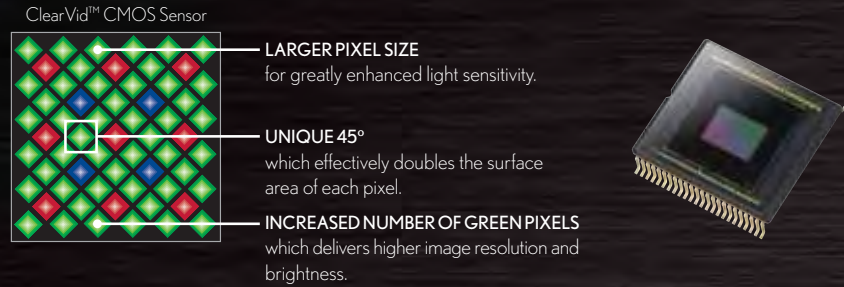 ClearVid™ CMOS Sensor
LARGER PIXEL SIZE
for greatly enhanced light sensitivity.
UNIQUE 45°
which effectively doubles the surface
area of each pixel.
INCREASED NUMBER OF GREEN PIXELS
which delivers higher image resolution and
brightness.